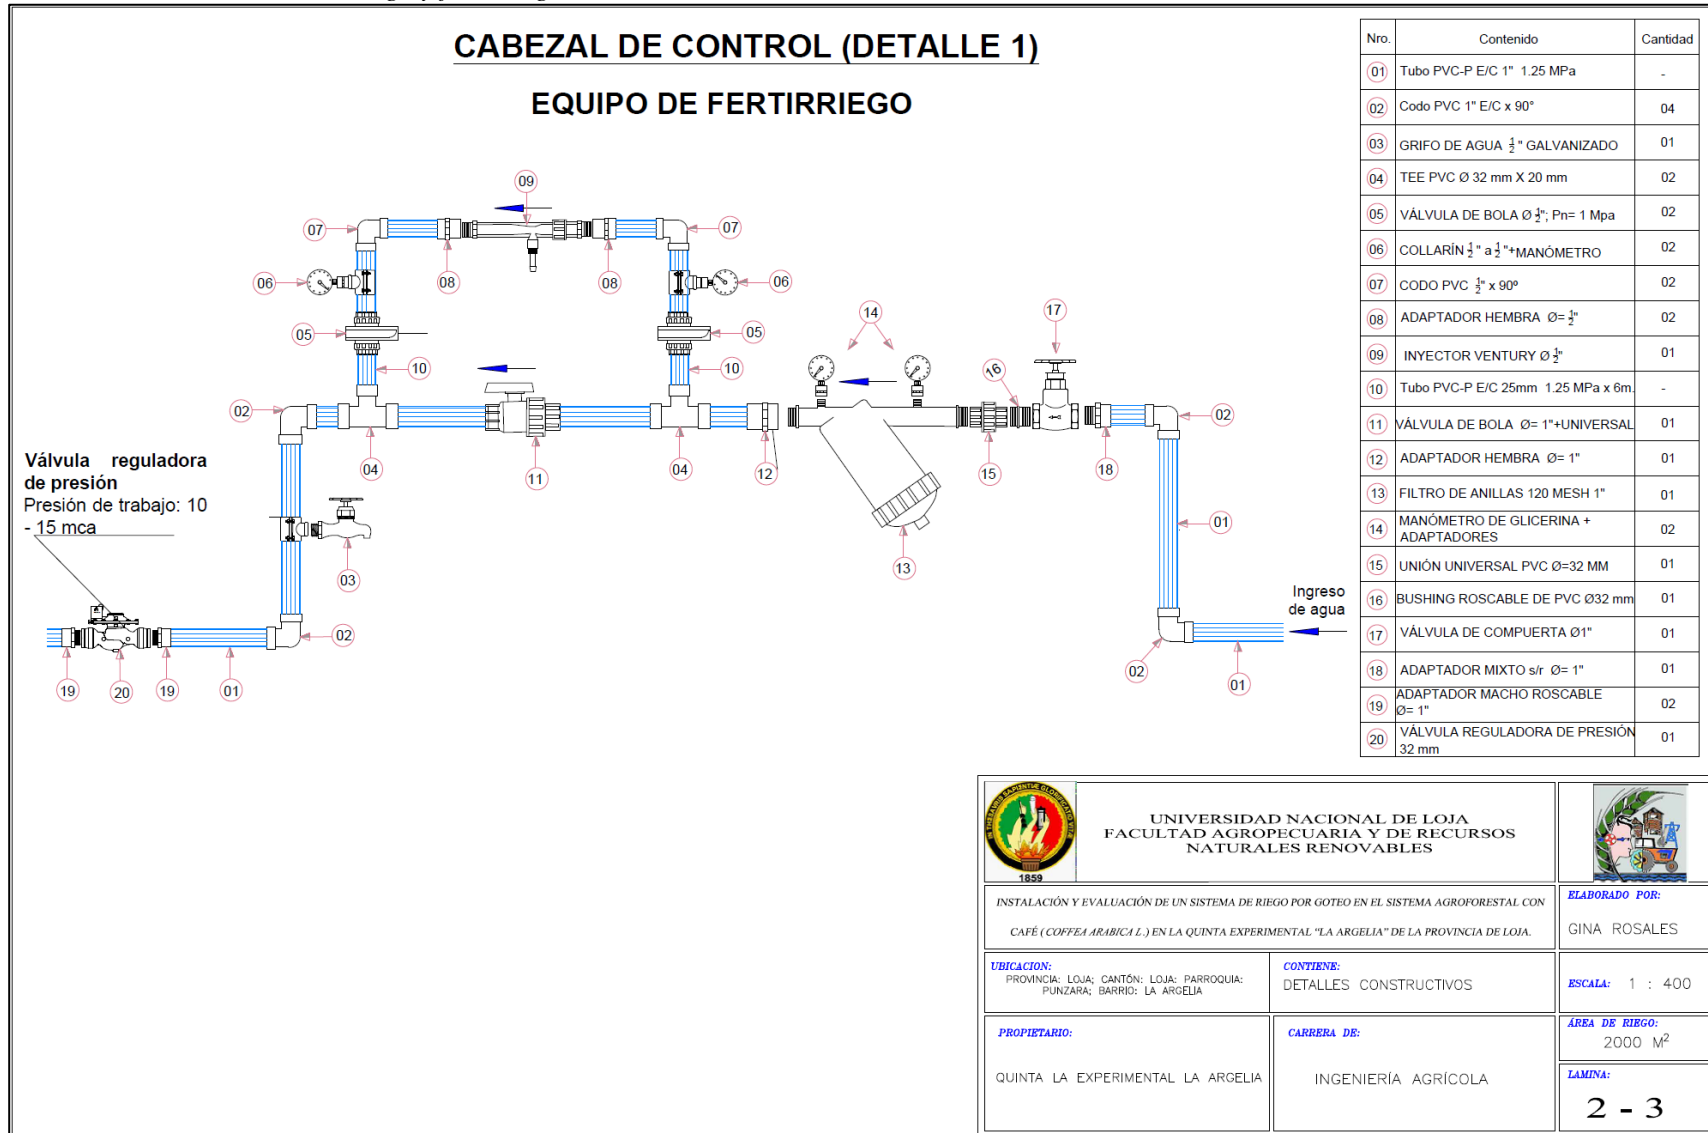 CABEZAL DE CONTROL (DETALLE 1)
EQUIPO DE FERTIRRIEGO
09
07
07
08
08
06
06
05
05
10
10
14
17
16
02
02
04
04
11
12
15
18
13
01
03
Válvula reguladora
de presión
Presión de trabajo: 10
- 15 mca
Ingreso
de agua
02
02
19
20
19
01
01
Nro. Contenido Cantidad
01 Tubo PVC-P E/C 1" 1.25 MPa -
02 Codo PVC 1" E/C x 90° 04
03 GRIFO DE AGUA ½" GALVANIZADO 01
04 TEE PVC Ø 32 mm X 20 mm 02
05 VÁLVULA DE BOLA Ø ½"; Pn= 1 Mpa 02
06 COLLARÍN ½" a ½"+MANÓMETRO 02
07 CODO PVC ½" x 90º 02
08 ADAPTADOR HEMBRA Ø= ½" 02
09 INYECTOR VENTURY Ø ½" 01
10 Tubo PVC-P E/C 25mm 1.25 MPa x 6m. -
11 VÁLVULA DE BOLA Ø= 1"+UNIVERSAL 01
12 ADAPTADOR HEMBRA Ø= 1" 01
13 FILTRO DE ANILLAS 120 MESH 1" 01
14 MANÓMETRO DE GLICERINA +
ADAPTADORES 02
15 UNIÓN UNIVERSAL PVC Ø=32 MM 01
16 BUSHING ROSCABLE DE PVC Ø32 mm 01
17 VÁLVULA DE COMPUERTA Ø1" 01
18 ADAPTADOR MIXTO s/r Ø= 1" 01
19 ADAPTADOR MACHO ROSCABLE
Ø= 1" 02
20 VÁLVULA REGULADORA DE PRESIÓN
32 mm 01
1859
UNIVERSIDAD NACIONAL DE LOJA
FACULTAD AGROPECUARIA Y DE RECURSOS
NATURALES RENOVABLES
INSTALACIÓN Y EVALUACIÓN DE UN SISTEMA DE RIEGO POR GOTEO EN EL SISTEMA AGROFORESTAL CON
CAFÉ (COFFEA ARABICA L.) EN LA QUINTA EXPERIMENTAL “LA ARGELIA” DE LA PROVINCIA DE LOJA.
ELABORADO POR:
GINA ROSALES
UBICACION:
PROVINCIA: LOJA; CANTÓN: LOJA: PARROQUIA:
PUNZARA; BARRIO: LA ARGELIA
CONTIENE:
DETALLES CONSTRUCTIVOS
ESCALA: 1 : 400
PROPIETARIO:
QUINTA LA EXPERIMENTAL LA ARGELIA
CARRERA DE:
INGENIERÍA AGRÍCOLA
ÁREA DE RIEGO:
2000 M²
LAMINA:
2 - 3